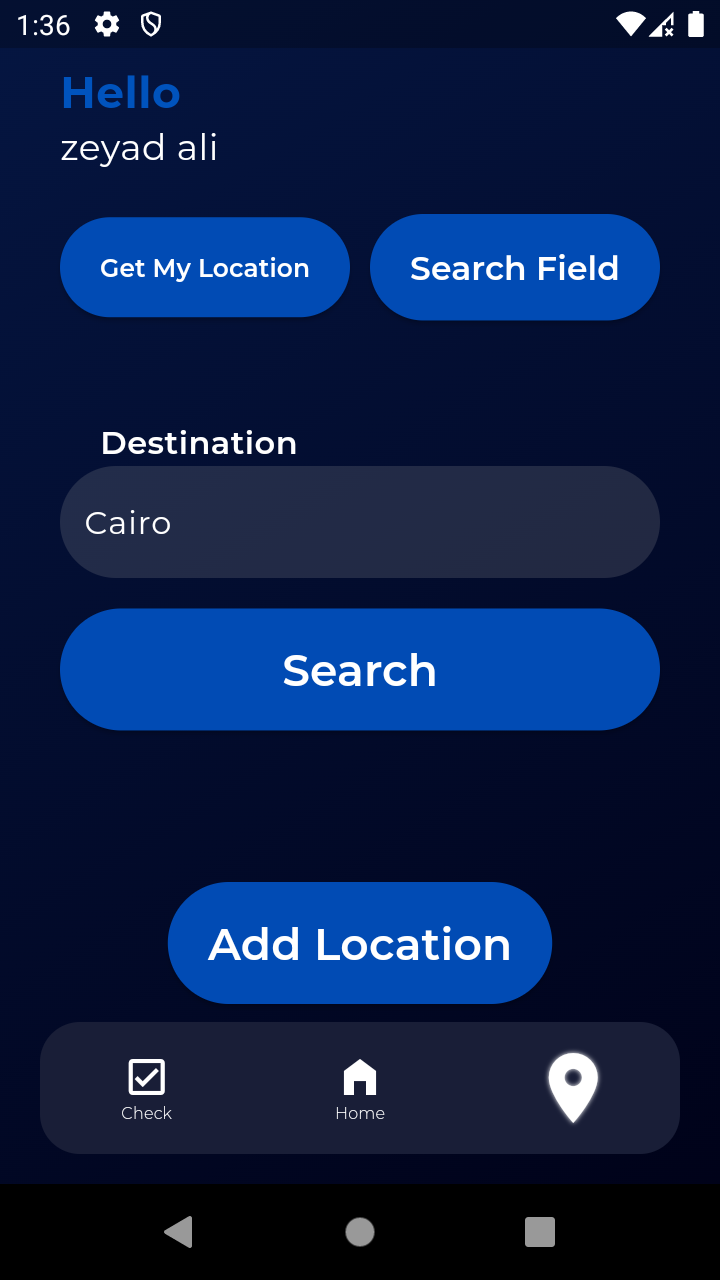 1:36
Hello
zeyad ali
Get My Location
Search Field
Destination
Cairo
Search
Add Location
Check
Home